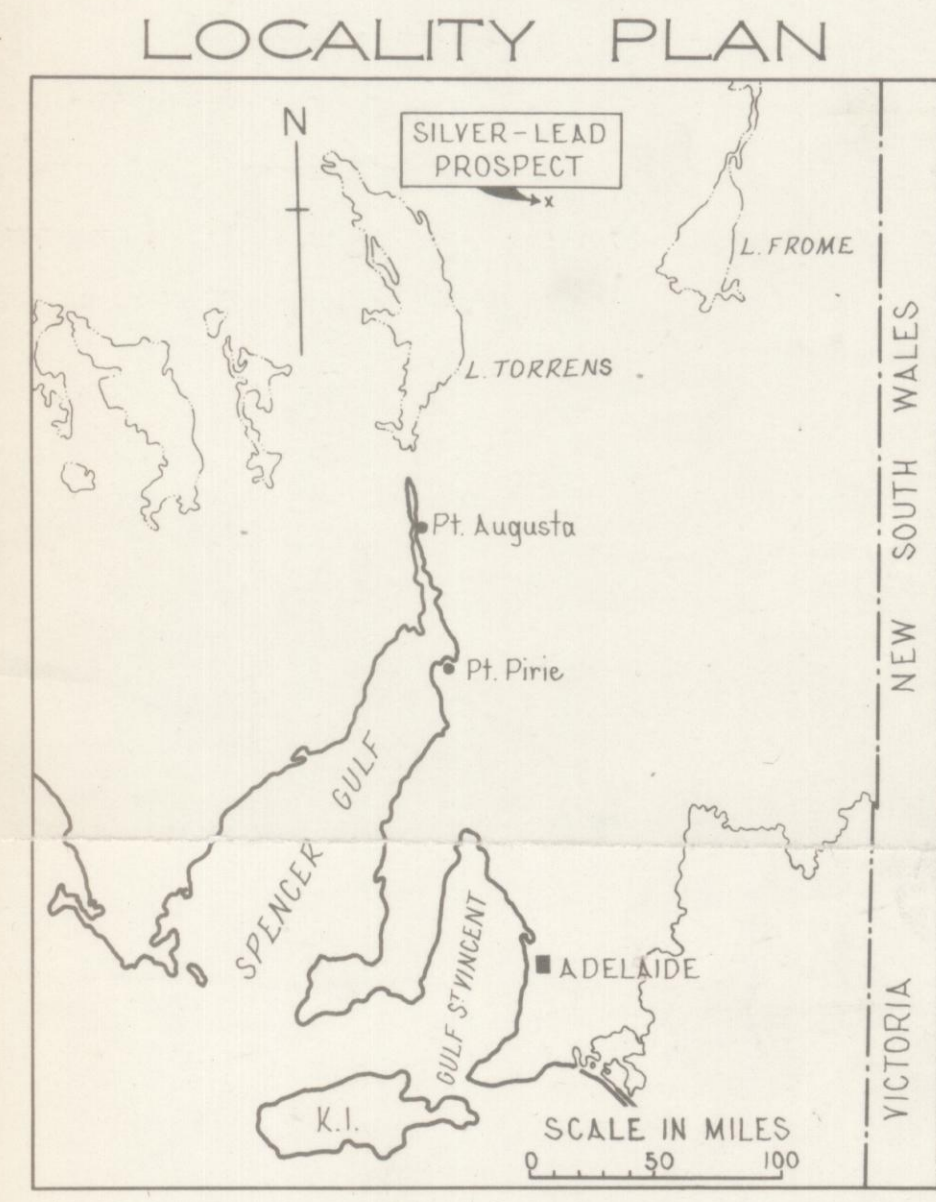 LOCALITY PLAN
N
SILVER-LEAD
PROSPECT
x
L. FROME
L. TORRENS
NEW SOUTH WALES
Pt. Augusta
Pt. Pirie
SPENCER GULF
GULF ST VINCENT
ADELAIDE
VICTORIA
K.I.
SCALE IN MILES
0 50 100